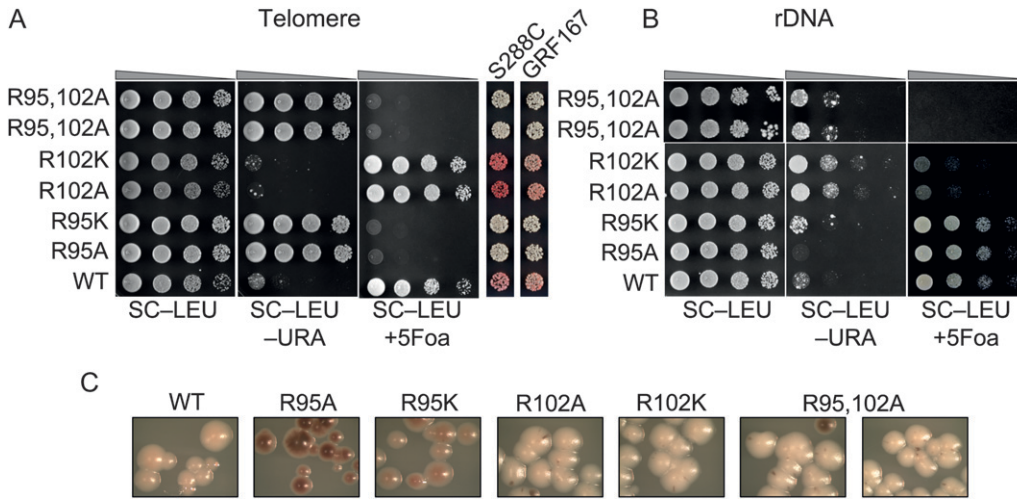 A
Telomere
S288C
GRF167
R95,102A
R95,102A
R102K
R102A
R95K
R95A
WT
SC–LEU
SC–LEU
–URA
SC–LEU
+5Foa
B
rDNA
R95,102A
R95,102A
R102K
R102A
R95K
R95A
WT
SC–LEU
SC–LEU
–URA
SC–LEU
+5Foa
C
WT
R95A
R95K
R102A
R102K
R95,102A